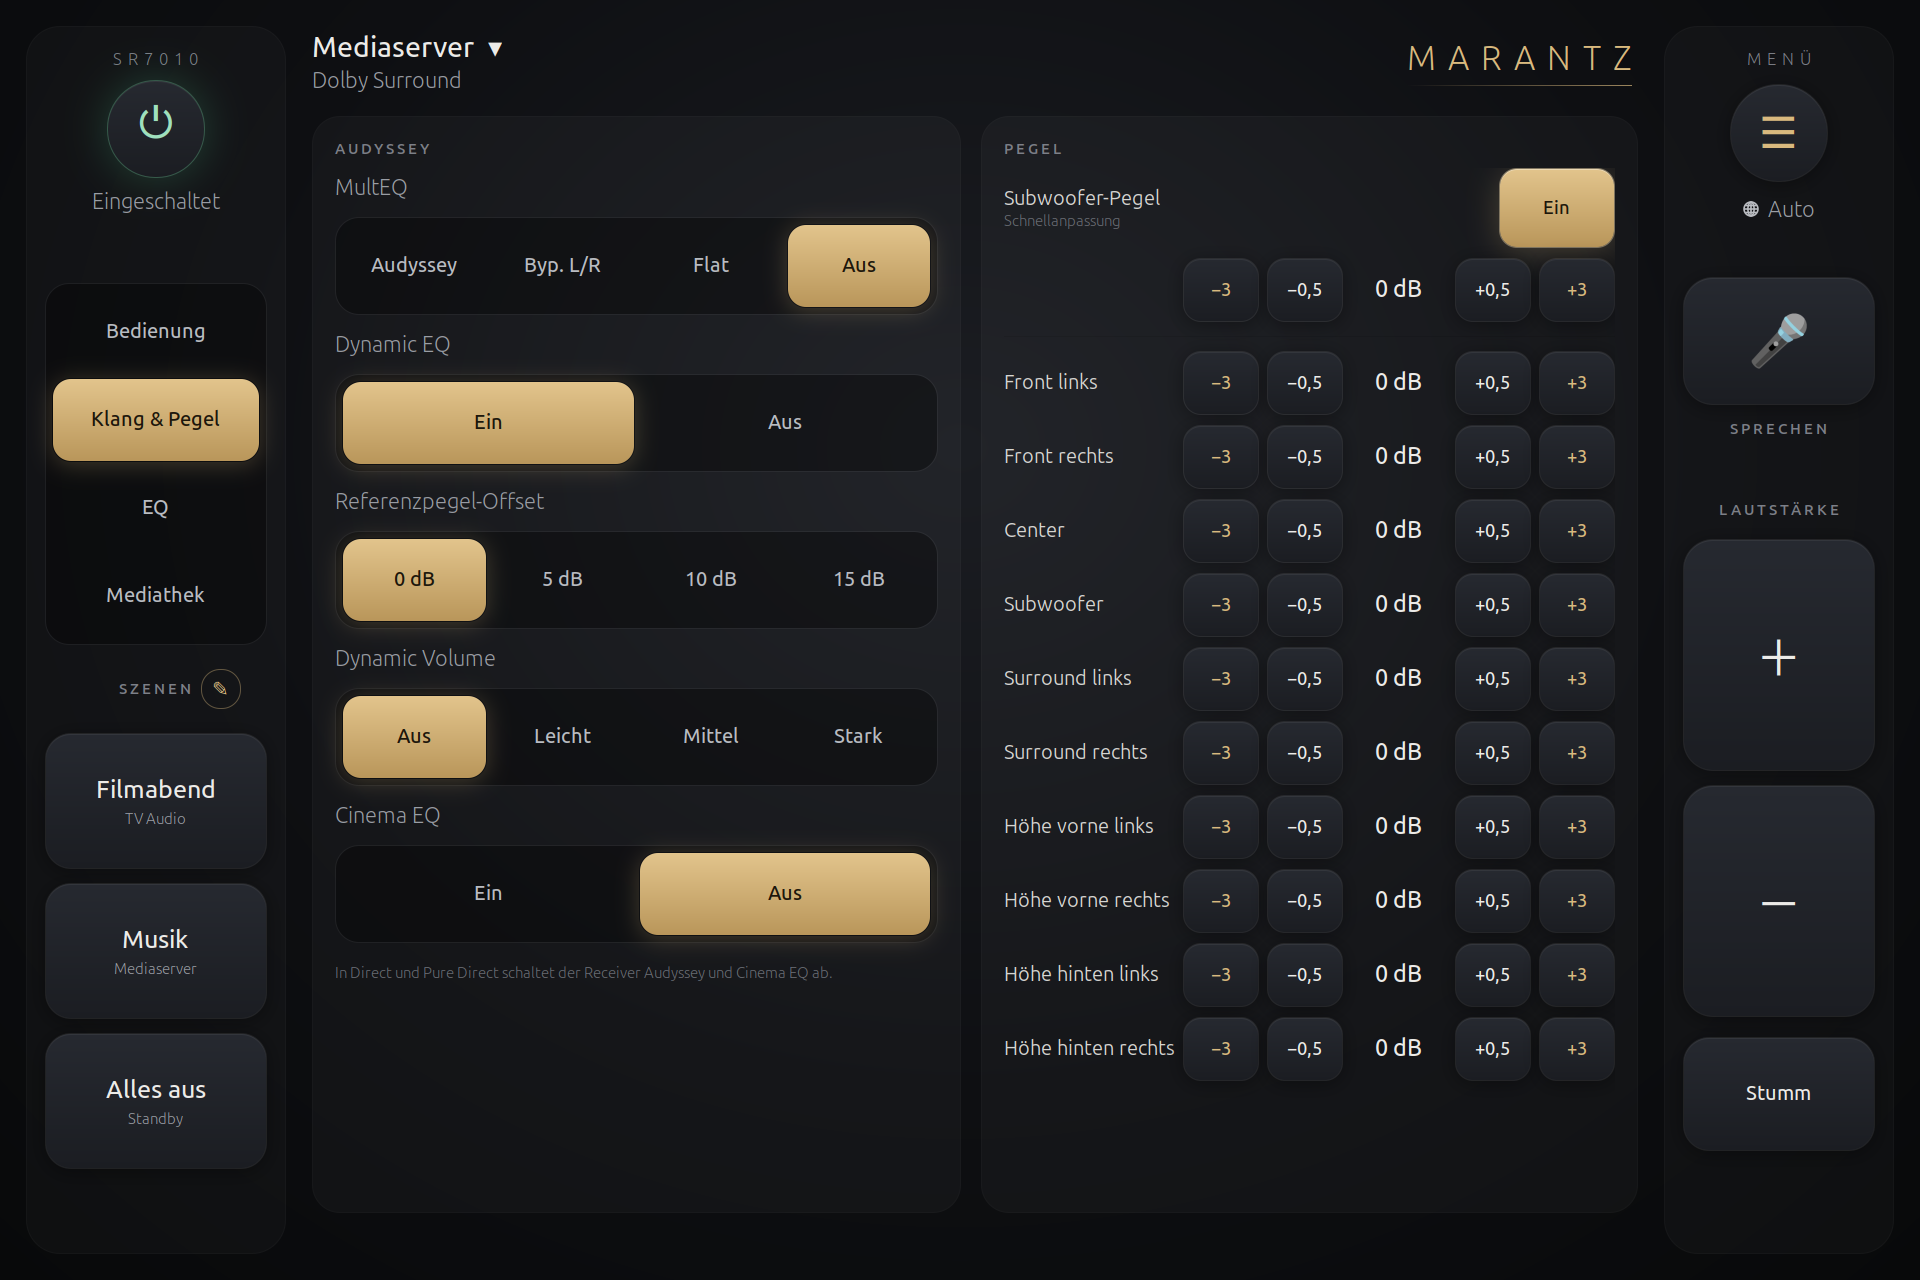 SR7010
Eingeschaltet
Bedienung
Klang & Pegel
EQ
Mediathek
SZENEN ✎
Filmabend
TV Audio
Musik
Mediaserver
Alles aus
Standby
Mediaserver ▼
Dolby Surround
MARANTZ
AUDYSSEY
MultEQ
Audyssey Byp. L/R Flat Aus
Dynamic EQ
Ein Aus
Referenzpegel-Offset
0 dB 5 dB 10 dB 15 dB
Dynamic Volume
Aus Leicht Mittel Stark
Cinema EQ
Ein Aus
In Direct und Pure Direct schaltet der Receiver Audyssey und Cinema EQ ab.
PEGEL
Subwoofer-Pegel Ein
Schnellanpassung
−3 −0,5 0 dB +0,5 +3
Front links −3 −0,5 0 dB +0,5 +3
Front rechts −3 −0,5 0 dB +0,5 +3
Center −3 −0,5 0 dB +0,5 +3
Subwoofer −3 −0,5 0 dB +0,5 +3
Surround links −3 −0,5 0 dB +0,5 +3
Surround rechts −3 −0,5 0 dB +0,5 +3
Höhe vorne links −3 −0,5 0 dB +0,5 +3
Höhe vorne rechts −3 −0,5 0 dB +0,5 +3
Höhe hinten links −3 −0,5 0 dB +0,5 +3
Höhe hinten rechts −3 −0,5 0 dB +0,5 +3
MENÜ
Auto
SPRECHEN
LAUTSTÄRKE
+
−
Stumm